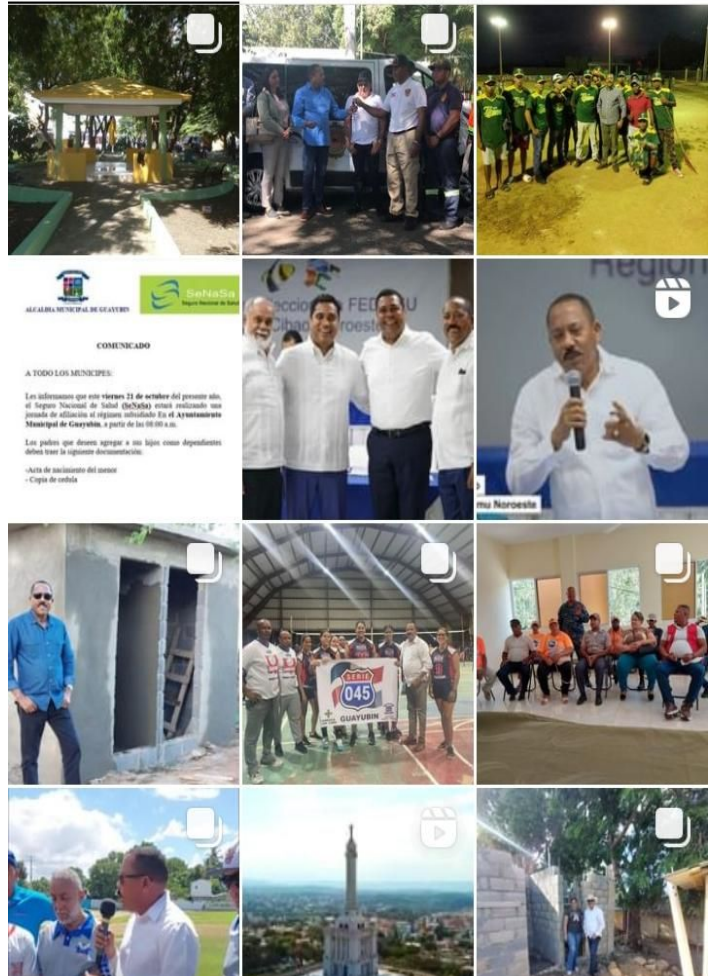 SeNaSa
Seguro Nacional de Salud
ALCALDIA MUNICIPAL DE GUAYUBIN
COMUNICADO
A TODO LOS MUNICIPES:
Les informamos que este viernes 21 de octubre del presente año,
el Seguro Nacional de Salud (SeNaSa) estará realizando una
jornada de afiliación al régimen subsidiado En el Ayuntamiento
Municipal de Guayubín, a partir de las 08:00 a.m.
Los padres que deseen agregar a sus hijos como dependientes
deben traer la siguiente documentación:
-Acta de nacimiento del menor
- Copia de cedula
eccion
FED
U
Cibao
oroeste
Region
mu Noroeste
SERIE
045
GUAYUBIN